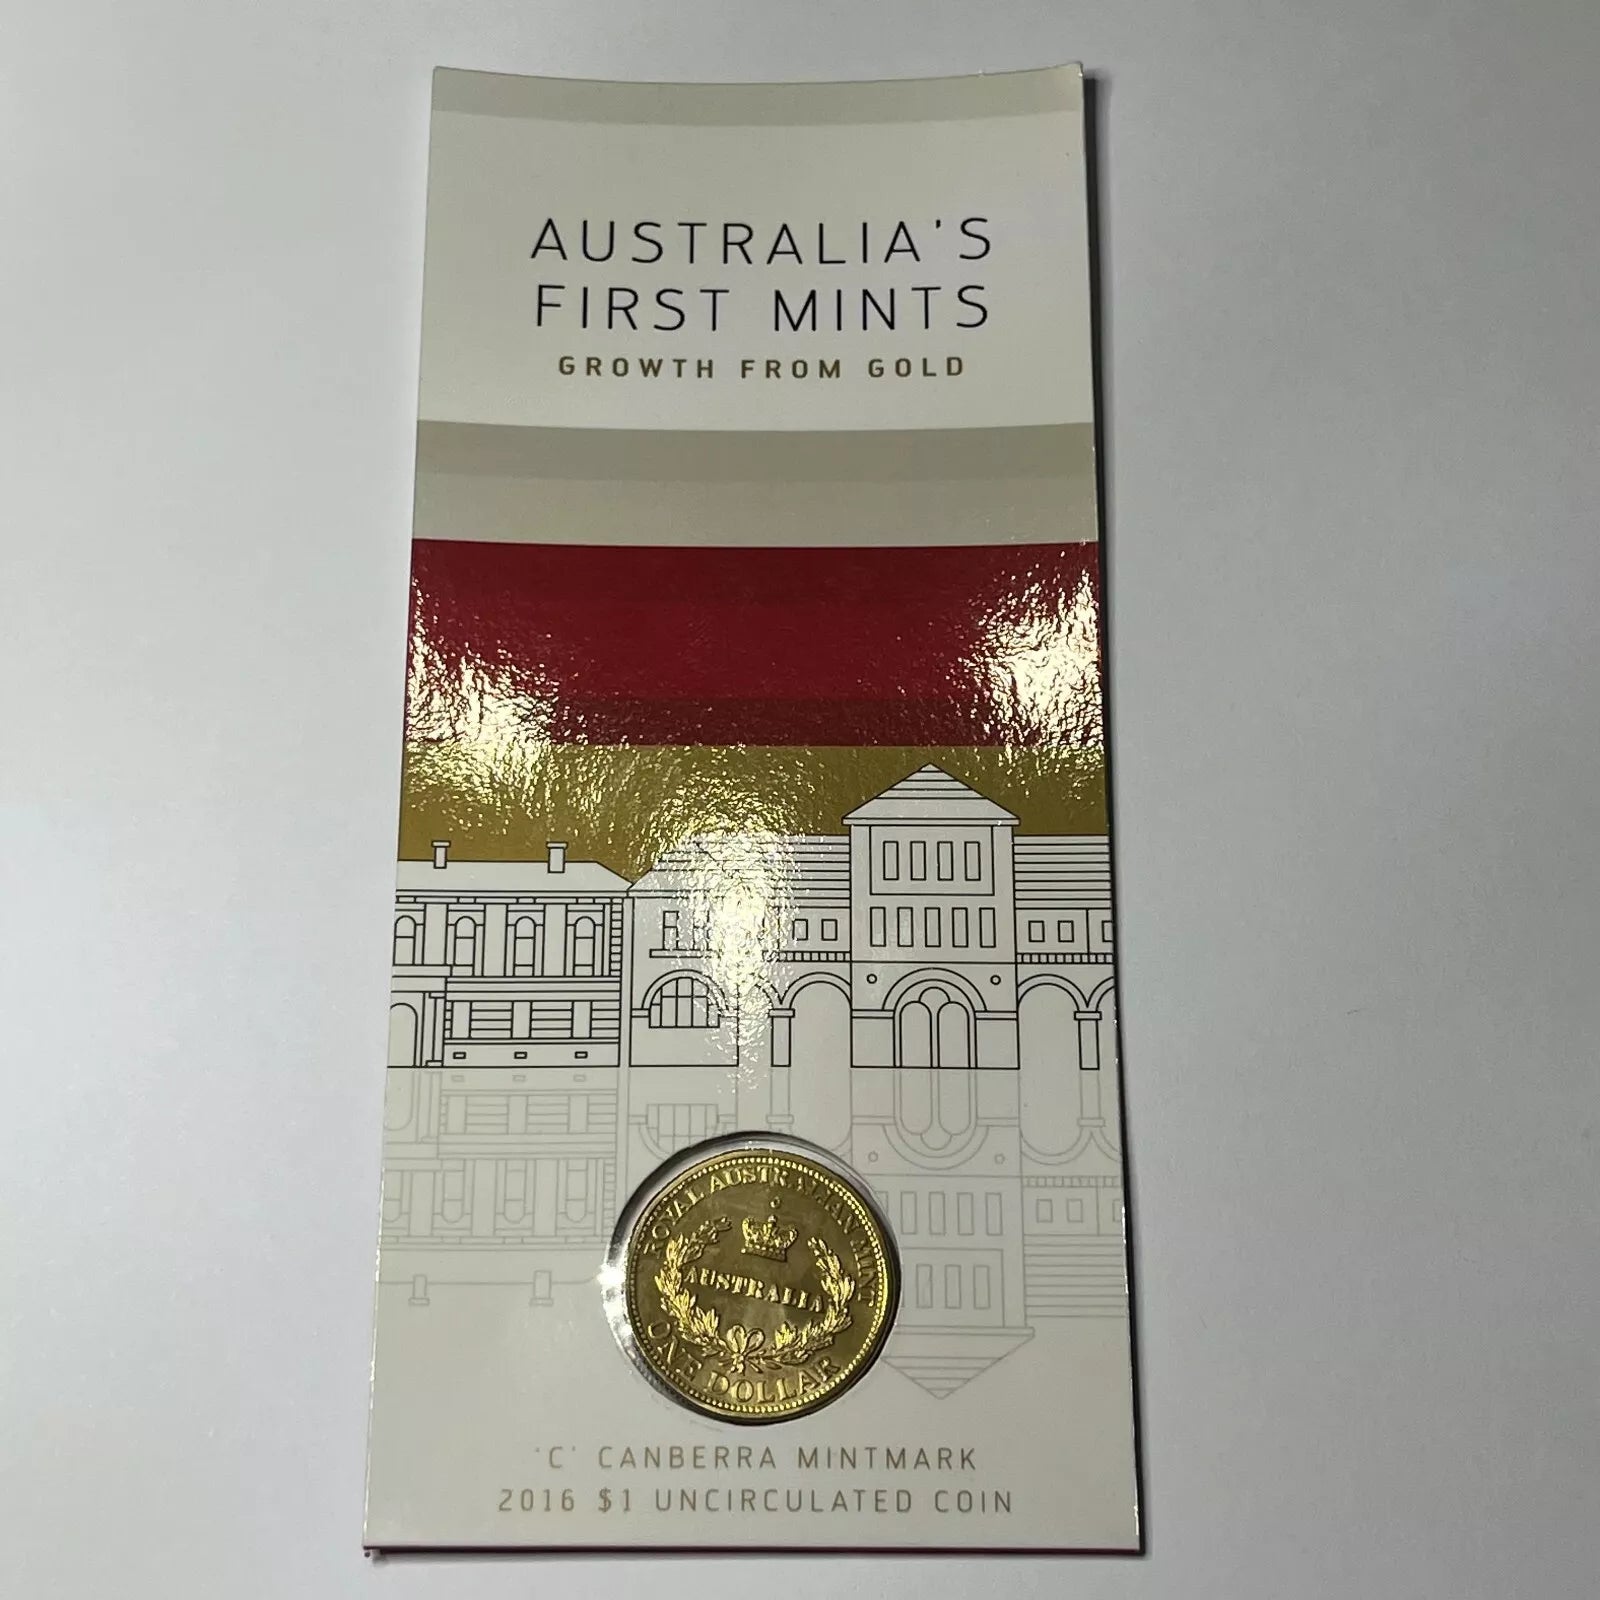 AUSTRALIA'S
FIRST MINTS
GROWTH FROM GOLD
ROYAL AUSTRALIAN MINT
C
AUSTRALIA
ONE DOLLAR
'C' CANBERRA MINTMARK
2016 $1 UNCIRCULATED COIN